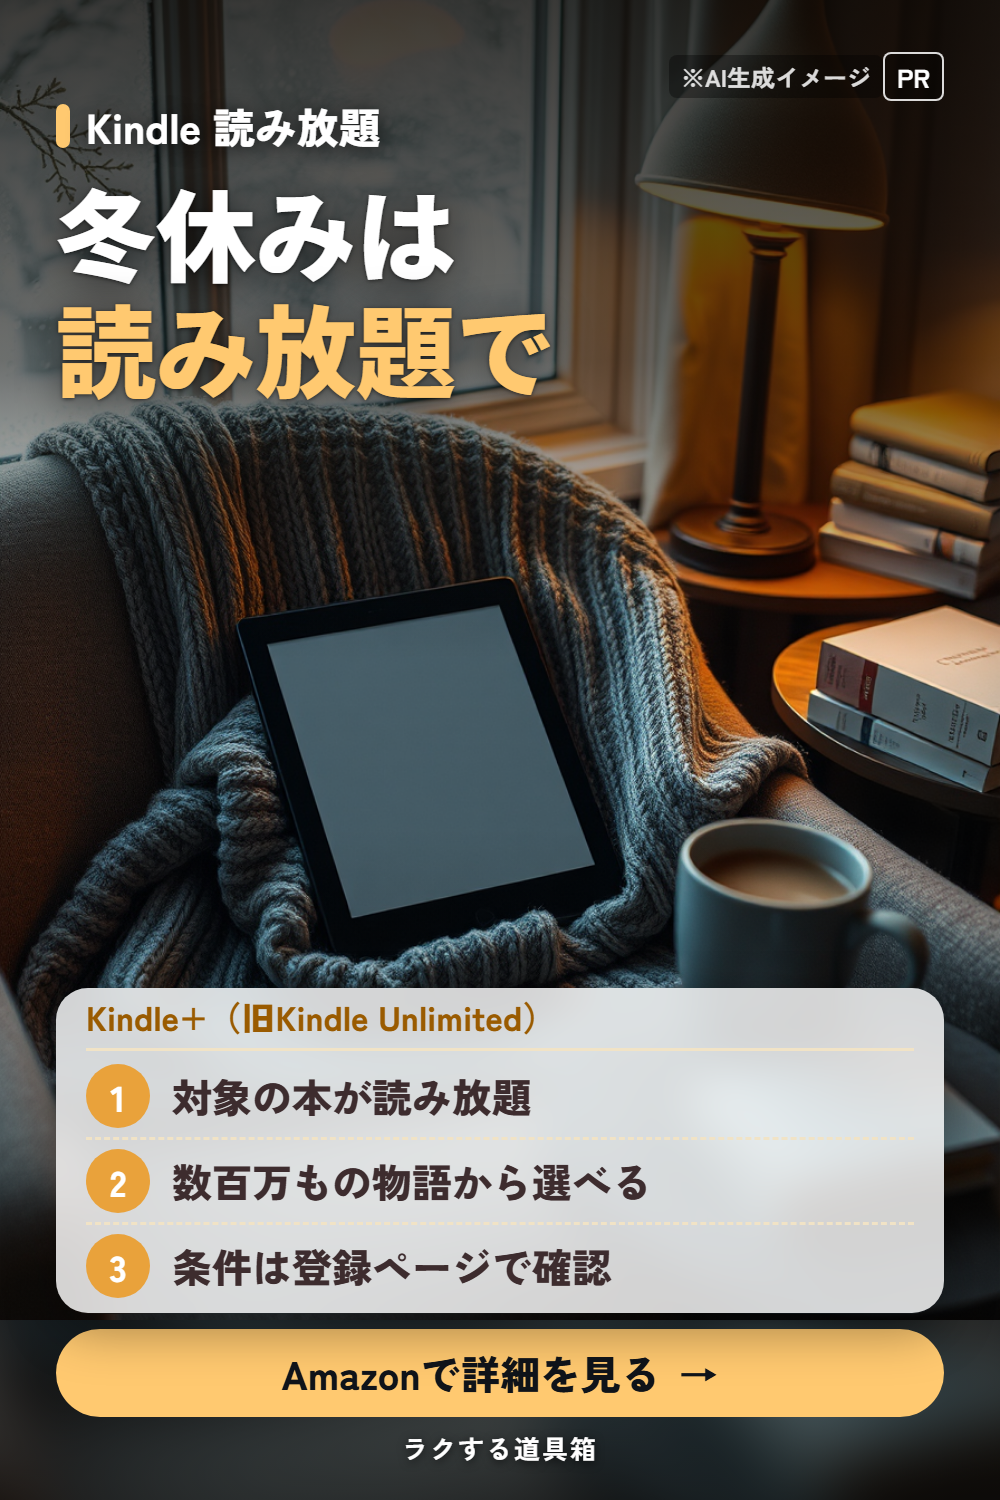 ※AI生成イメージ PR
Kindle 読み放題
冬休みは
読み放題で
Kindle+（旧Kindle Unlimited）
1 対象の本が読み放題
2 数百万もの物語から選べる
3 条件は登録ページで確認
Amazonで詳細を見る →
ラクする道具箱